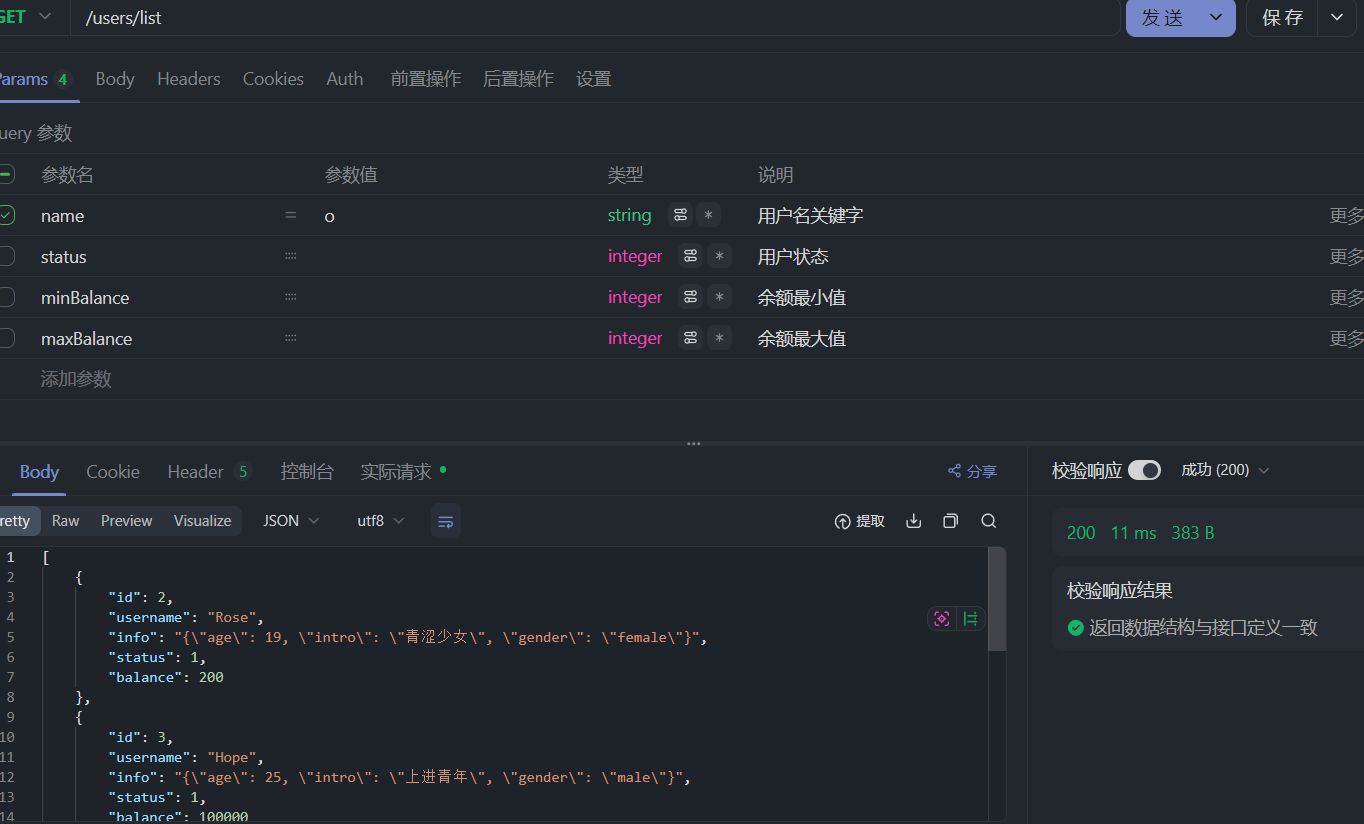 GET /users/list 发 送 保 存
Params 4 Body Headers Cookies Auth 前置操作 后置操作 设置
uery 参数
参数名 参数值 类型 说明
name = o string * 用户名关键字 更多
status integer * 用户状态 更多
minBalance integer * 余额最小值 更多
maxBalance integer * 余额最大值 更多
添加参数
Body Cookie Header 5 控制台 实际请求 分享 校验响应 成功 (200)
retty Raw Preview Visualize JSON utf8 提取
200 11 ms 383 B
1 [
2 {
3 "id": 2,
4 "username": "Rose",
5 "info": "{\"age\": 19, \"intro\": \"青涩少女\", \"gender\": \"female\"}",
6 "status": 1,
7 "balance": 200
8 },
9 {
10 "id": 3,
11 "username": "Hope",
12 "info": "{\"age\": 25, \"intro\": \"上进青年\", \"gender\": \"male\"}",
13 "status": 1,
14 "balance": 100000
校验响应结果
返回数据结构与接口定义一致